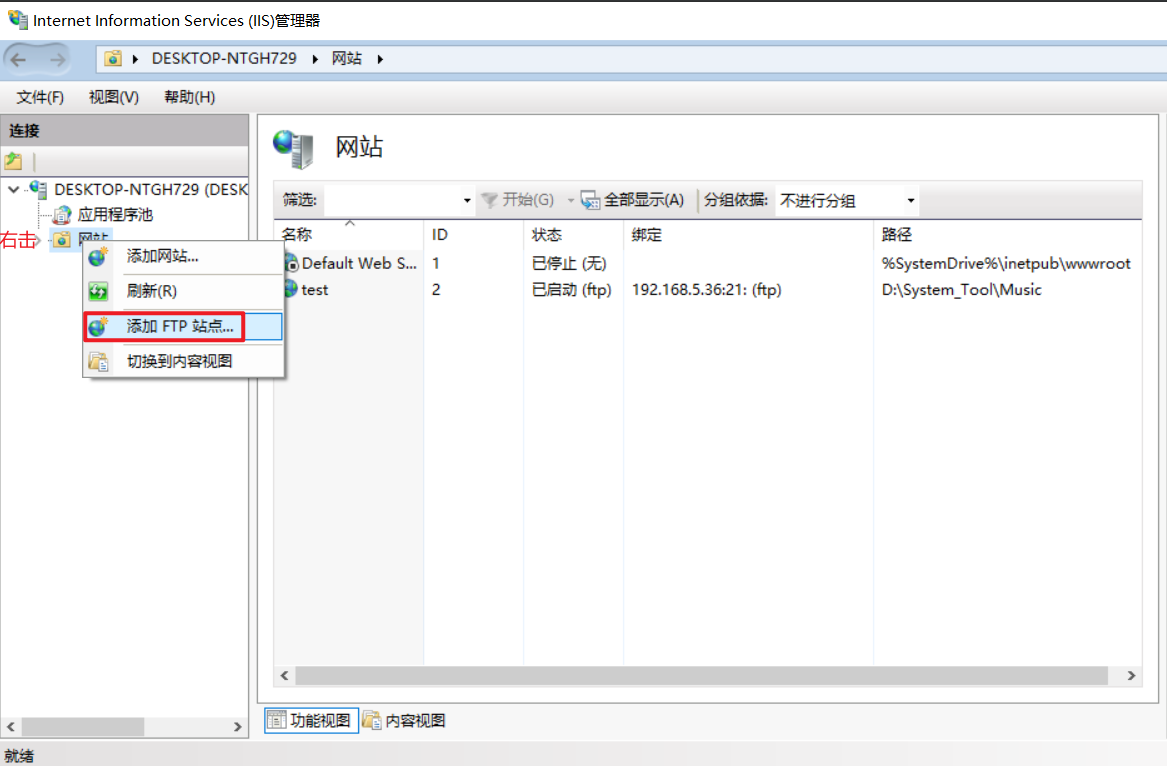 Internet Information Services (IIS)管理器
DESKTOP-NTGH729 网站
文件(F) 视图(V) 帮助(H)
连接
DESKTOP-NTGH729 (DESK
应用程序池
右击 网站
添加网站...
刷新(R)
添加 FTP 站点...
切换到内容视图
网站
筛选: 开始(G) 全部显示(A) 分组依据: 不进行分组
名称 ID 状态 绑定 路径
Default Web S... 1 已停止 (无) %SystemDrive%\inetpub\wwwroot
test 2 已启动 (ftp) 192.168.5.36:21: (ftp) D:\System_Tool\Music
功能视图 内容视图
就绪